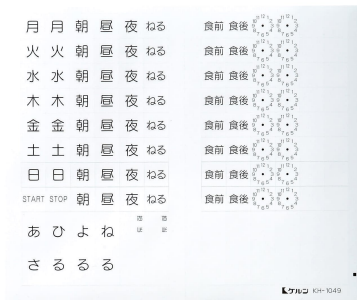 月 月 朝 昼 夜 ねる 食前 食後
火 火 朝 昼 夜 ねる 食前 食後
水 水 朝 昼 夜 ねる 食前 食後
木 木 朝 昼 夜 ねる 食前 食後
金 金 朝 昼 夜 ねる 食前 食後
土 土 朝 昼 夜 ねる 食前 食後
日 日 朝 昼 夜 ねる 食前 食後
START STOP 朝 昼 夜 ねる 食前 食後
あ ひ よ ね
さ る る る
ケルン KH-1049